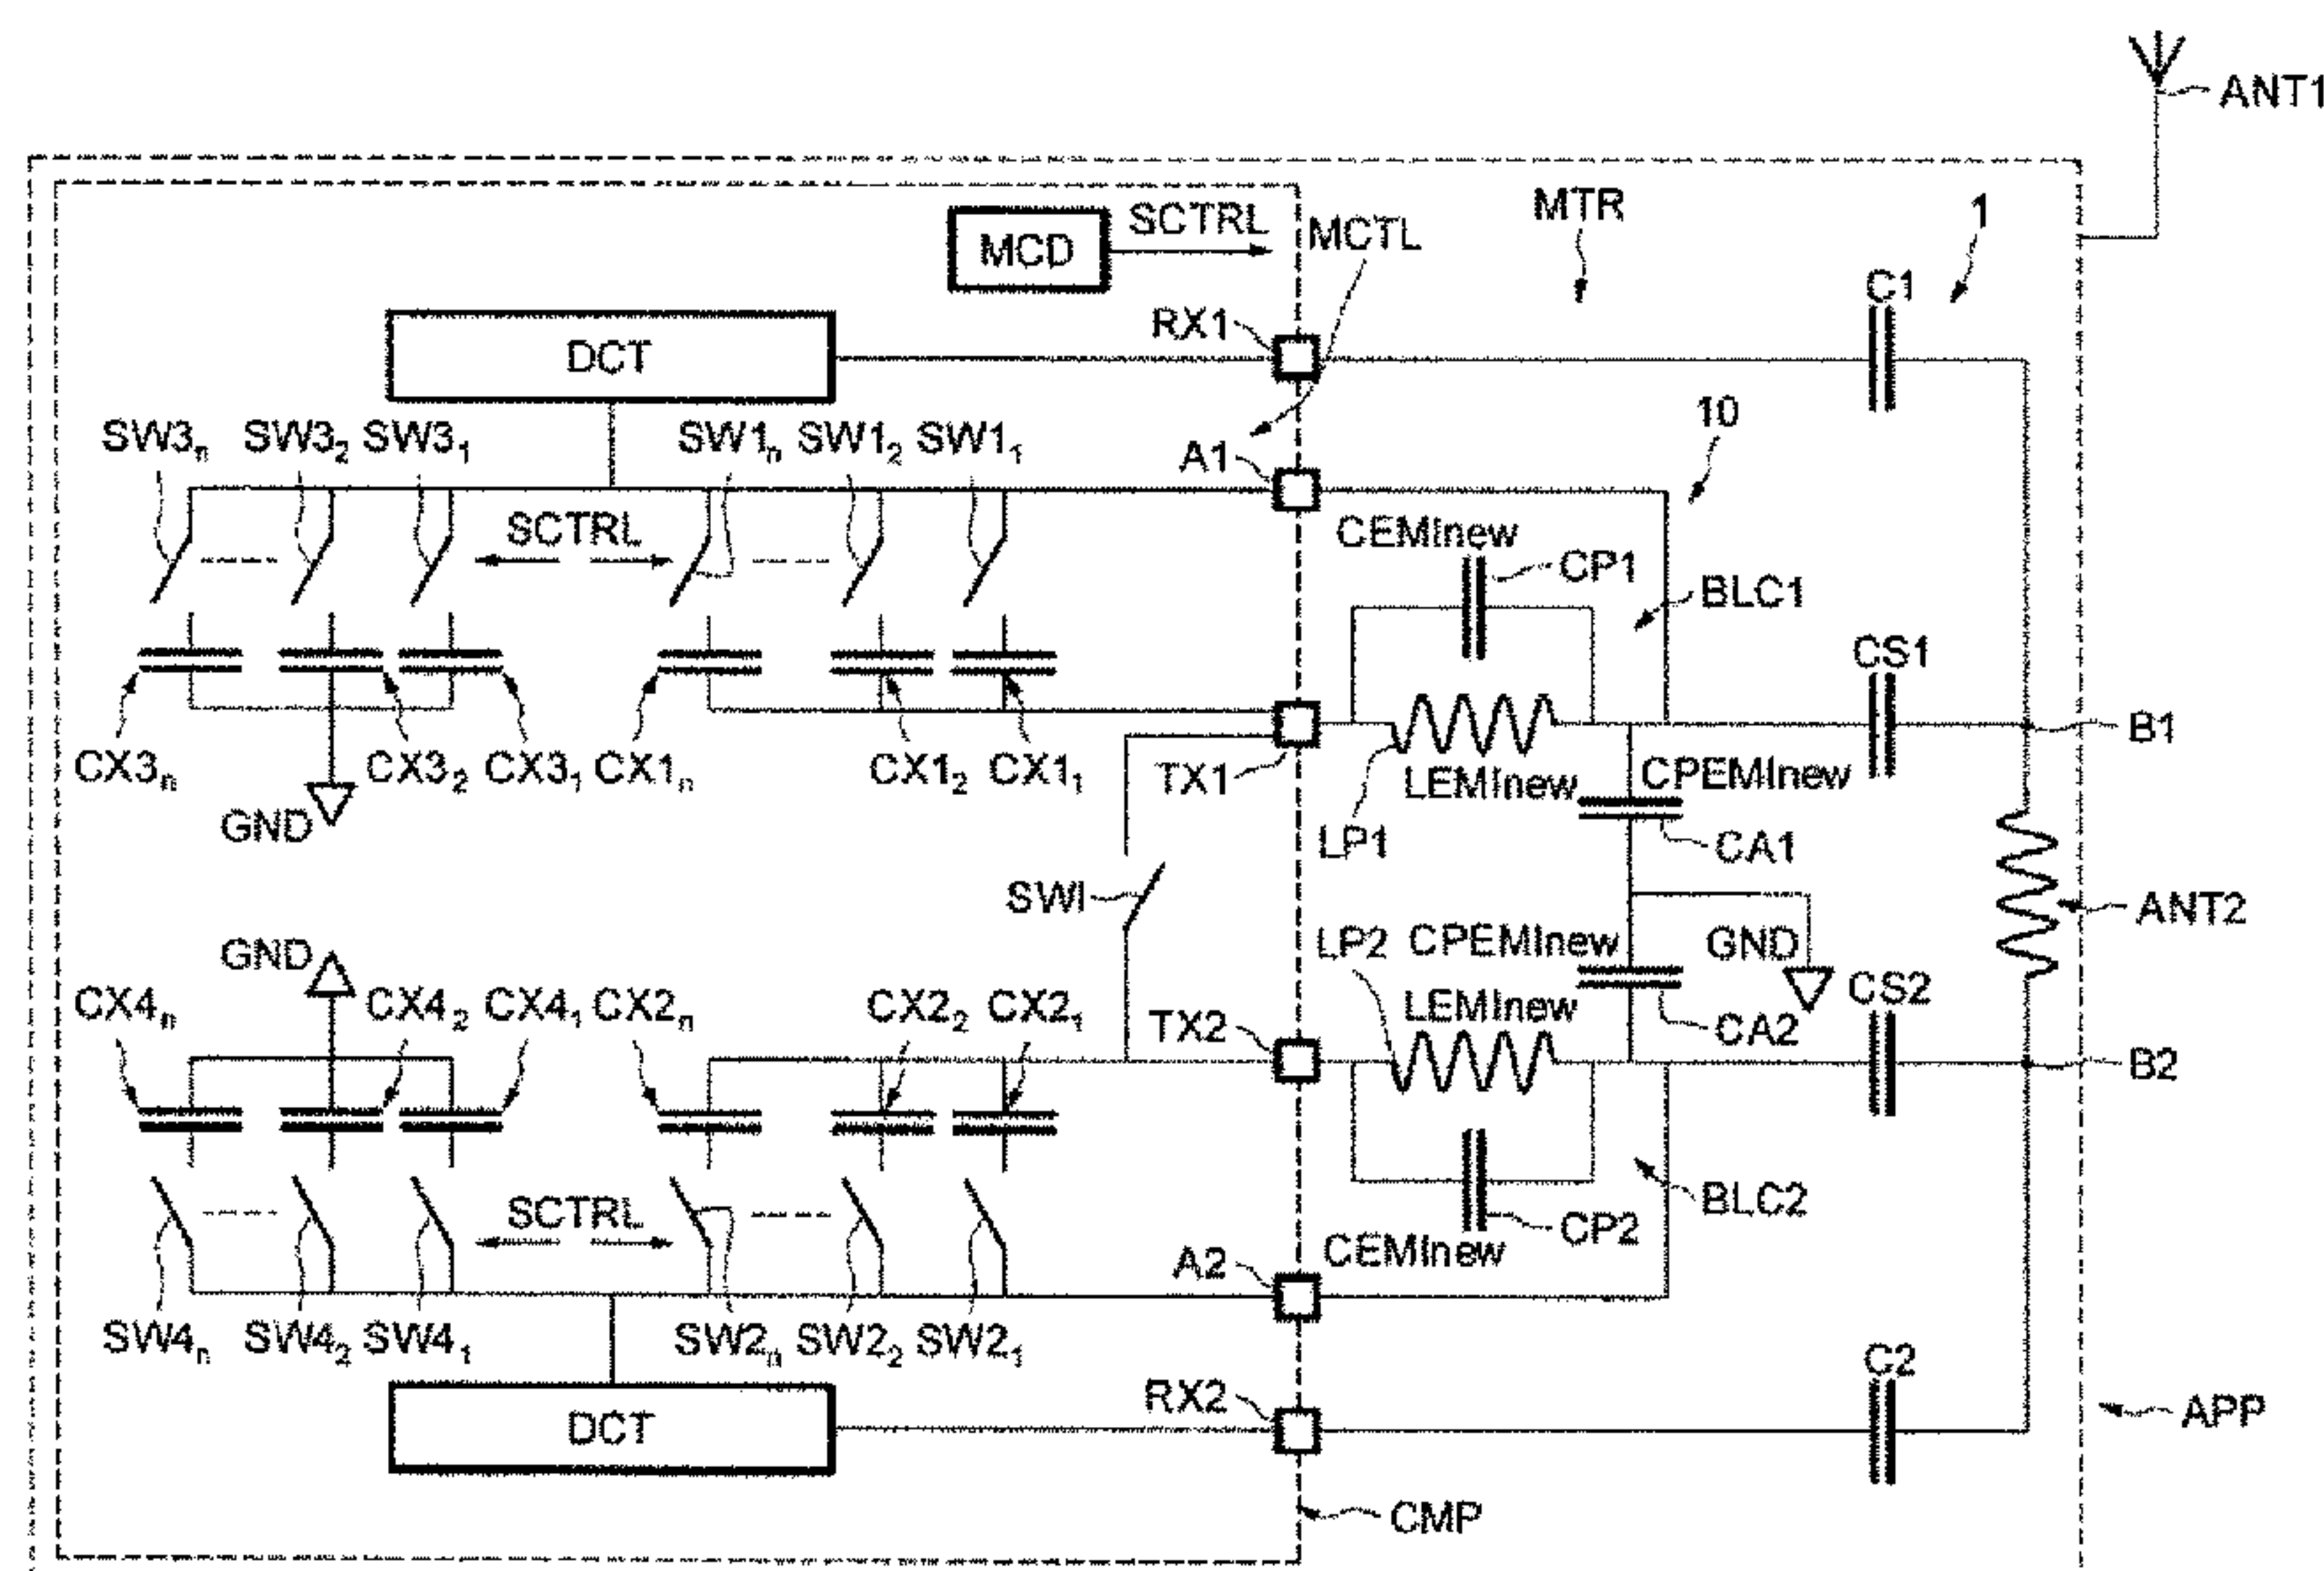 ANT1
MCD SCTRL MCTL MTR 1
C1
RX1
DCT
10
SW3n SW32 SW31 SW1n SW12 SW11 A1
SCTRL CEMInew
CP1 BLC1
CS1
B1
CX3n CX32 CX31 CX1n CX12 CX11 TX1 LEMInew CPEMInew
GND LP1 CA1
SWI ANT2
GND LP2 CPEMInew GND
CX4n CX42 CX41 CX2n CX22 CX21 TX2 LEMInew CA2 CS2
B2
SCTRL BLC2
CP2
A2 CEMInew
SW4n SW42 SW41 SW2n SW22 SW21
C2
RX2
DCT APP
CMP